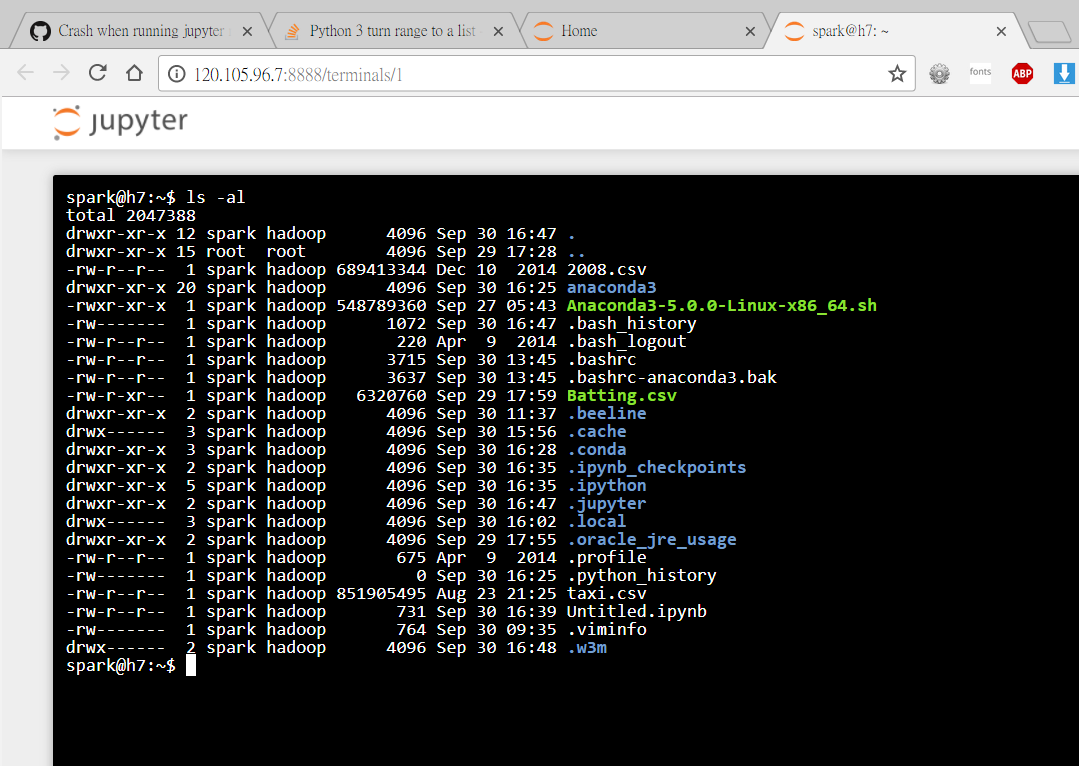 Crash when running jupyter
Python 3 turn range to a list
Home
spark@h7: ~
120.105.96.7:8888/terminals/1
fonts
ABP
jupyter
spark@h7:~$ ls -al
total 2047388
drwxr-xr-x 12 spark hadoop      4096 Sep 30 16:47 .
drwxr-xr-x 15 root  root        4096 Sep 29 17:28 ..
-rw-r--r--  1 spark hadoop 689413344 Dec 10  2014 2008.csv
drwxr-xr-x 20 spark hadoop      4096 Sep 30 16:25 anaconda3
-rwxr-xr-x  1 spark hadoop 548789360 Sep 27 05:43 Anaconda3-5.0.0-Linux-x86_64.sh
-rw-------  1 spark hadoop      1072 Sep 30 16:47 .bash_history
-rw-r--r--  1 spark hadoop       220 Apr  9  2014 .bash_logout
-rw-r--r--  1 spark hadoop      3715 Sep 30 13:45 .bashrc
-rw-r--r--  1 spark hadoop      3637 Sep 30 13:45 .bashrc-anaconda3.bak
-rw-r-xr--  1 spark hadoop   6320760 Sep 29 17:59 Batting.csv
drwxr-xr-x  2 spark hadoop      4096 Sep 30 11:37 .beeline
drwx------  3 spark hadoop      4096 Sep 30 15:56 .cache
drwxr-xr-x  3 spark hadoop      4096 Sep 30 16:28 .conda
drwxr-xr-x  2 spark hadoop      4096 Sep 30 16:35 .ipynb_checkpoints
drwxr-xr-x  5 spark hadoop      4096 Sep 30 16:35 .ipython
drwxr-xr-x  2 spark hadoop      4096 Sep 30 16:47 .jupyter
drwx------  3 spark hadoop      4096 Sep 30 16:02 .local
drwxr-xr-x  2 spark hadoop      4096 Sep 29 17:55 .oracle_jre_usage
-rw-r--r--  1 spark hadoop       675 Apr  9  2014 .profile
-rw-------  1 spark hadoop         0 Sep 30 16:25 .python_history
-rw-r--r--  1 spark hadoop 851905495 Aug 23 21:25 taxi.csv
-rw-r--r--  1 spark hadoop       731 Sep 30 16:39 Untitled.ipynb
-rw-------  1 spark hadoop       764 Sep 30 09:35 .viminfo
drwx------  2 spark hadoop      4096 Sep 30 16:48 .w3m
spark@h7:~$